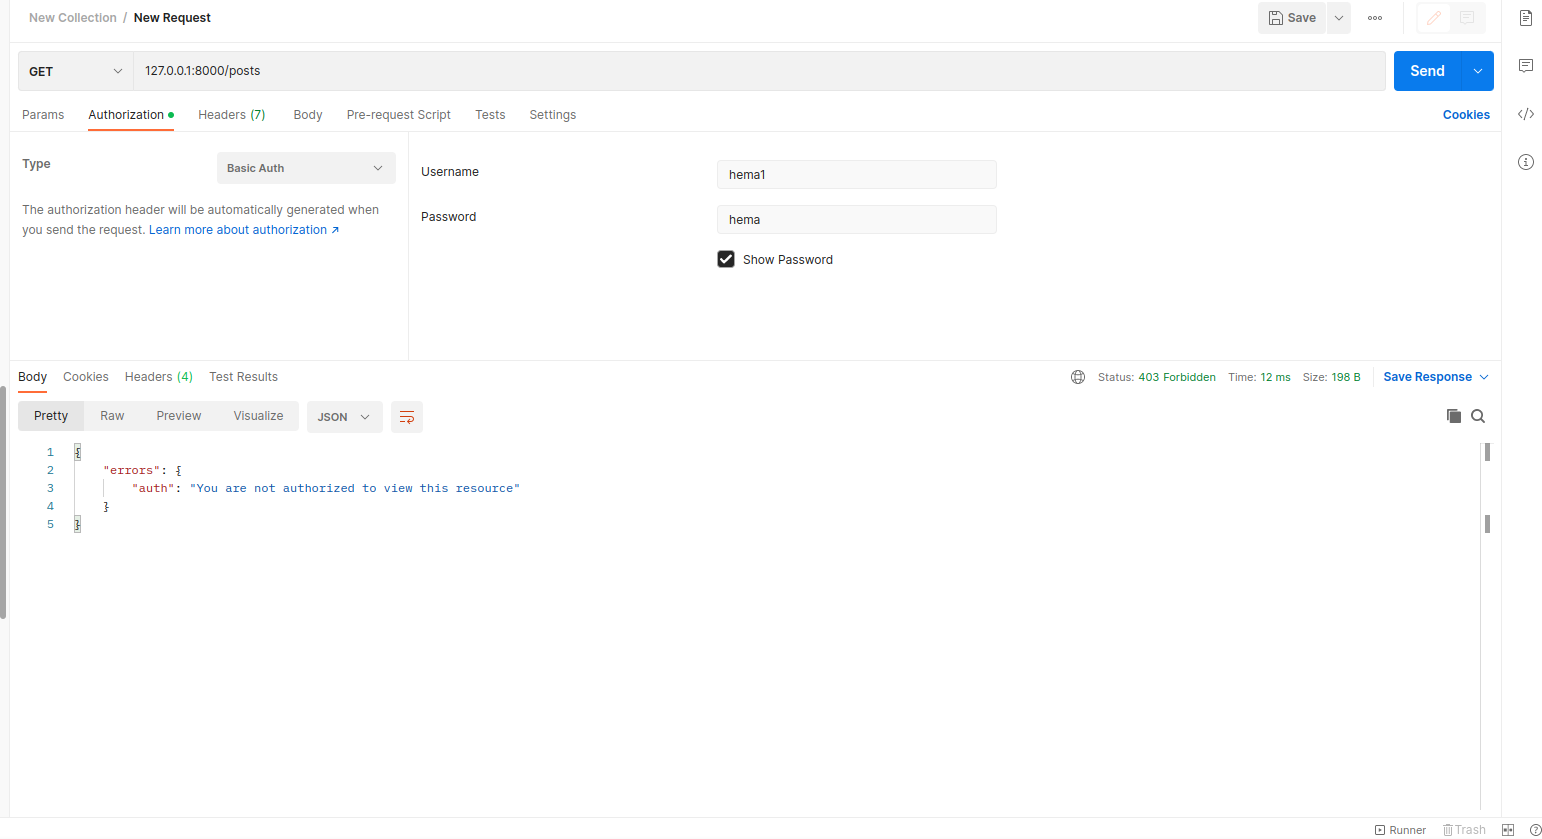 New Collection / New Request
Save
GET
127.0.0.1:8000/posts
Send
Params
Authorization
Headers (7)
Body
Pre-request Script
Tests
Settings
Cookies
Type
Basic Auth
The authorization header will be automatically generated when
you send the request. Learn more about authorization ↗
Username
hema1
Password
hema
Show Password
Body
Cookies
Headers (4)
Test Results
Status: 403 Forbidden
Time: 12 ms
Size: 198 B
Save Response
Pretty
Raw
Preview
Visualize
JSON
1 {
2 "errors": {
3 "auth": "You are not authorized to view this resource"
4 }
5 }
Runner
Trash